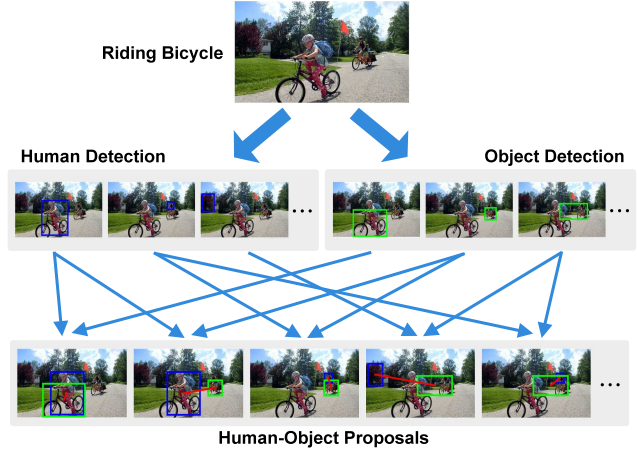 Riding Bicycle
Human Detection
Object Detection
...
...
...
Human-Object Proposals